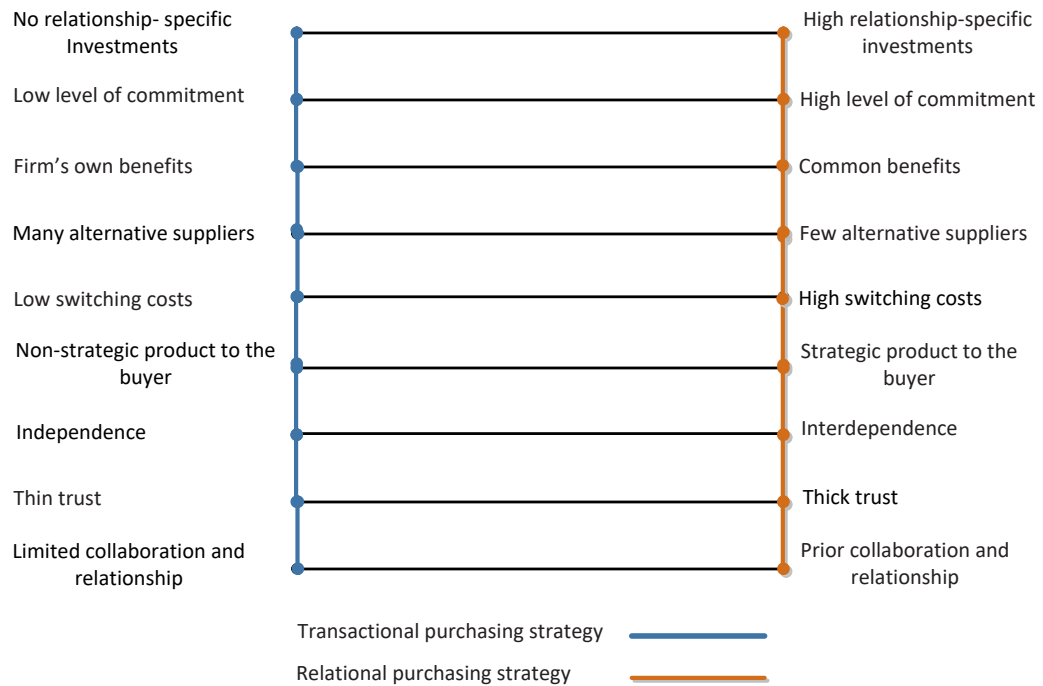 No relationship- specific
Investments
High relationship-specific
investments
Low level of commitment
High level of commitment
Firm’s own benefits
Common benefits
Many alternative suppliers
Few alternative suppliers
Low switching costs
High switching costs
Non-strategic product to the
buyer
Strategic product to the
buyer
Independence
Interdependence
Thin trust
Thick trust
Limited collaboration and
relationship
Prior collaboration and
relationship
Transactional purchasing strategy
Relational purchasing strategy